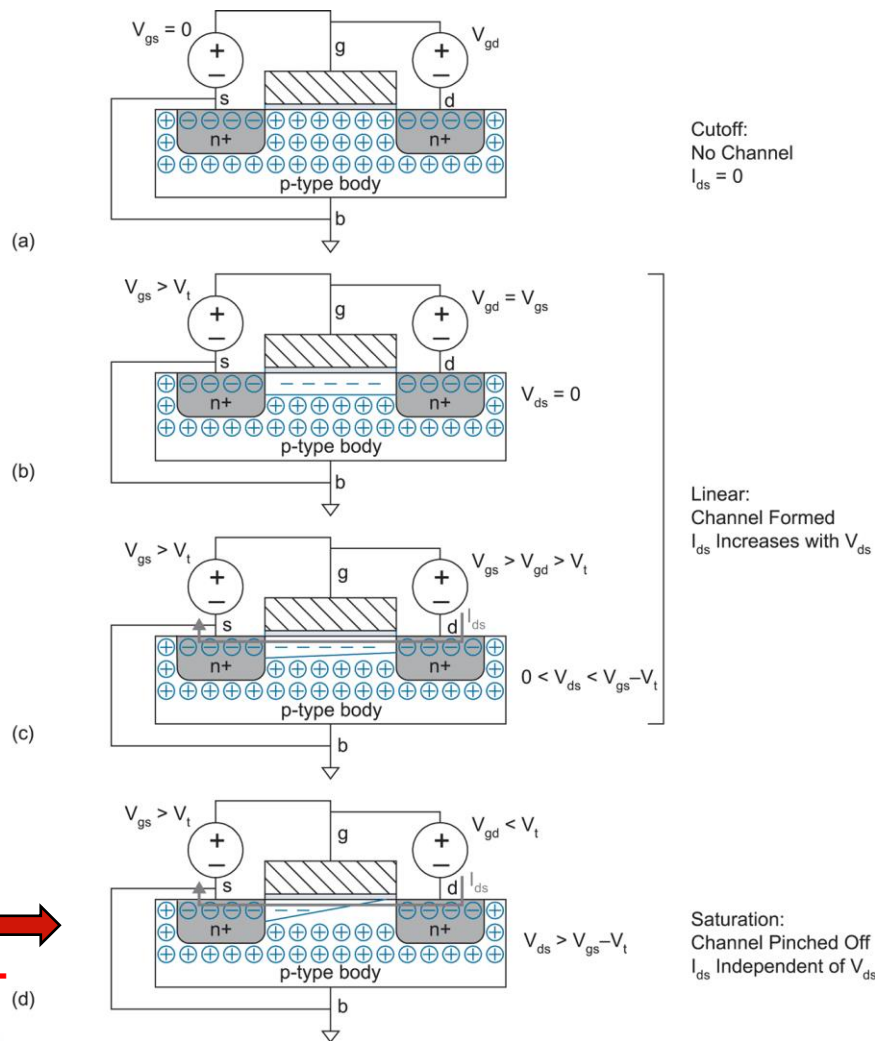 V_gs = 0
g
V_gd
s
d
n+
n+
p-type body
b
Cutoff:
No Channel
I_ds = 0
(a)
V_gs > V_t
g
V_gd = V_gs
s
d
n+
n+
V_ds = 0
p-type body
b
(b)
Linear:
Channel Formed
I_ds Increases with V_ds
V_gs > V_t
g
V_gs > V_gd > V_t
s
d
I_ds
n+
n+
0 < V_ds < V_gs–V_t
p-type body
b
(c)
V_gs > V_t
g
V_gd < V_t
s
d
I_ds
n+
n+
V_ds > V_gs–V_t
p-type body
b
Saturation:
Channel Pinched Off
I_ds Independent of V_ds
(d)